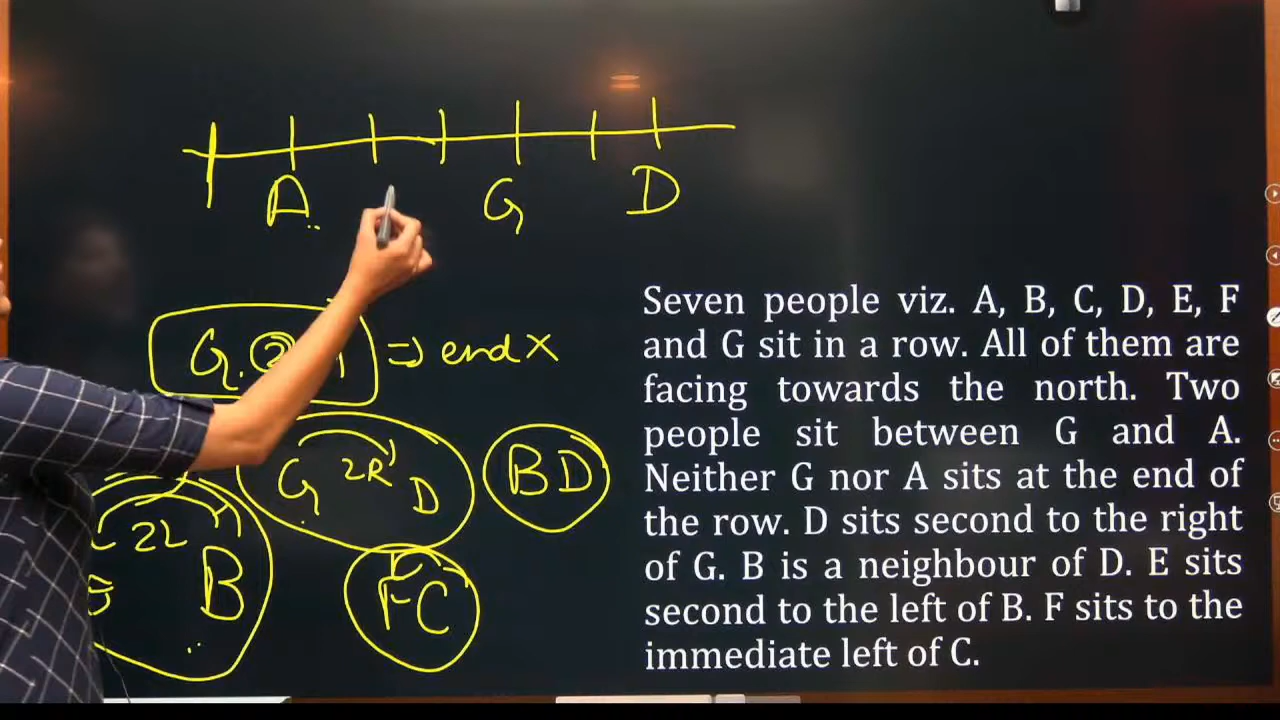 A G D
G. 2 ⇒ end X
G 2R D
B D
2L B
E
F C
Seven people viz. A, B, C, D, E, F
and G sit in a row. All of them are
facing towards the north. Two
people sit between G and A.
Neither G nor A sits at the end of
the row. D sits second to the right
of G. B is a neighbour of D. E sits
second to the left of B. F sits to the
immediate left of C.